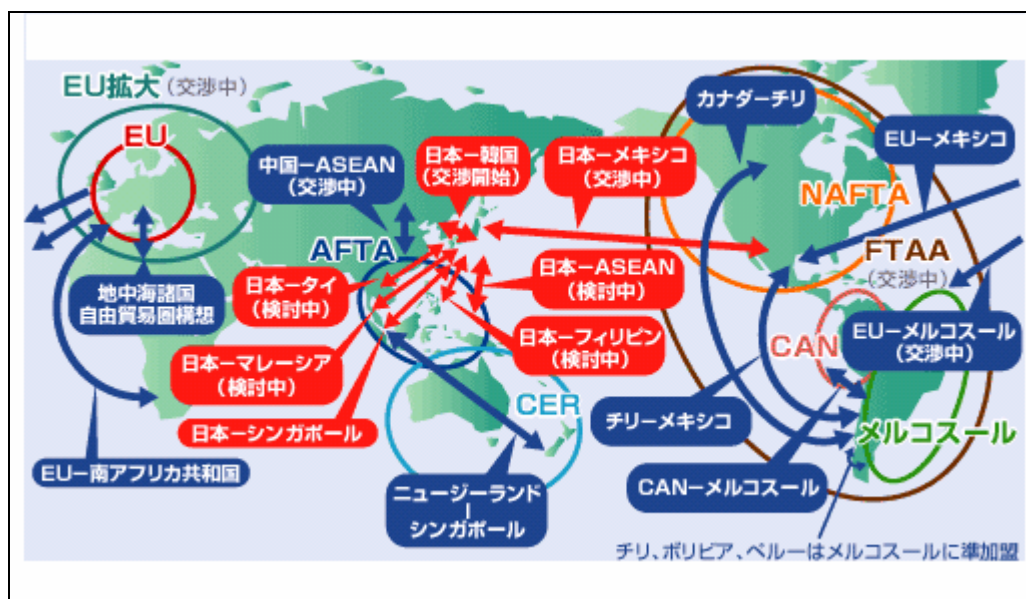 EU拡大(交渉中)
EU
中国ーASEAN
(交渉中)
日本ー韓国
(交渉開始)
日本ーメキシコ
(交渉中)
カナダーチリ
EUーメキシコ
NAFTA
AFTA
FTAA
(交渉中)
地中海諸国
自由貿易圏構想
日本ータイ
(検討中)
日本ーASEAN
(検討中)
日本ーマレーシア
(検討中)
日本ーフィリピン
(検討中)
CAN
EUーメルコスール
(交渉中)
日本ーシンガポール
CER
チリーメキシコ
メルコスール
EUー南アフリカ共和国
ニュージーランド
ー
シンガポール
CANーメルコスール
チリ、ボリビア、ペルーはメルコスールに準加盟